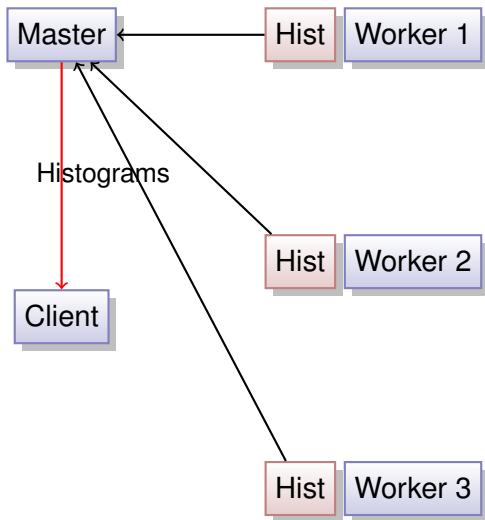 Master
Hist
Worker 1
Histograms
Hist
Worker 2
Client
Hist
Worker 3